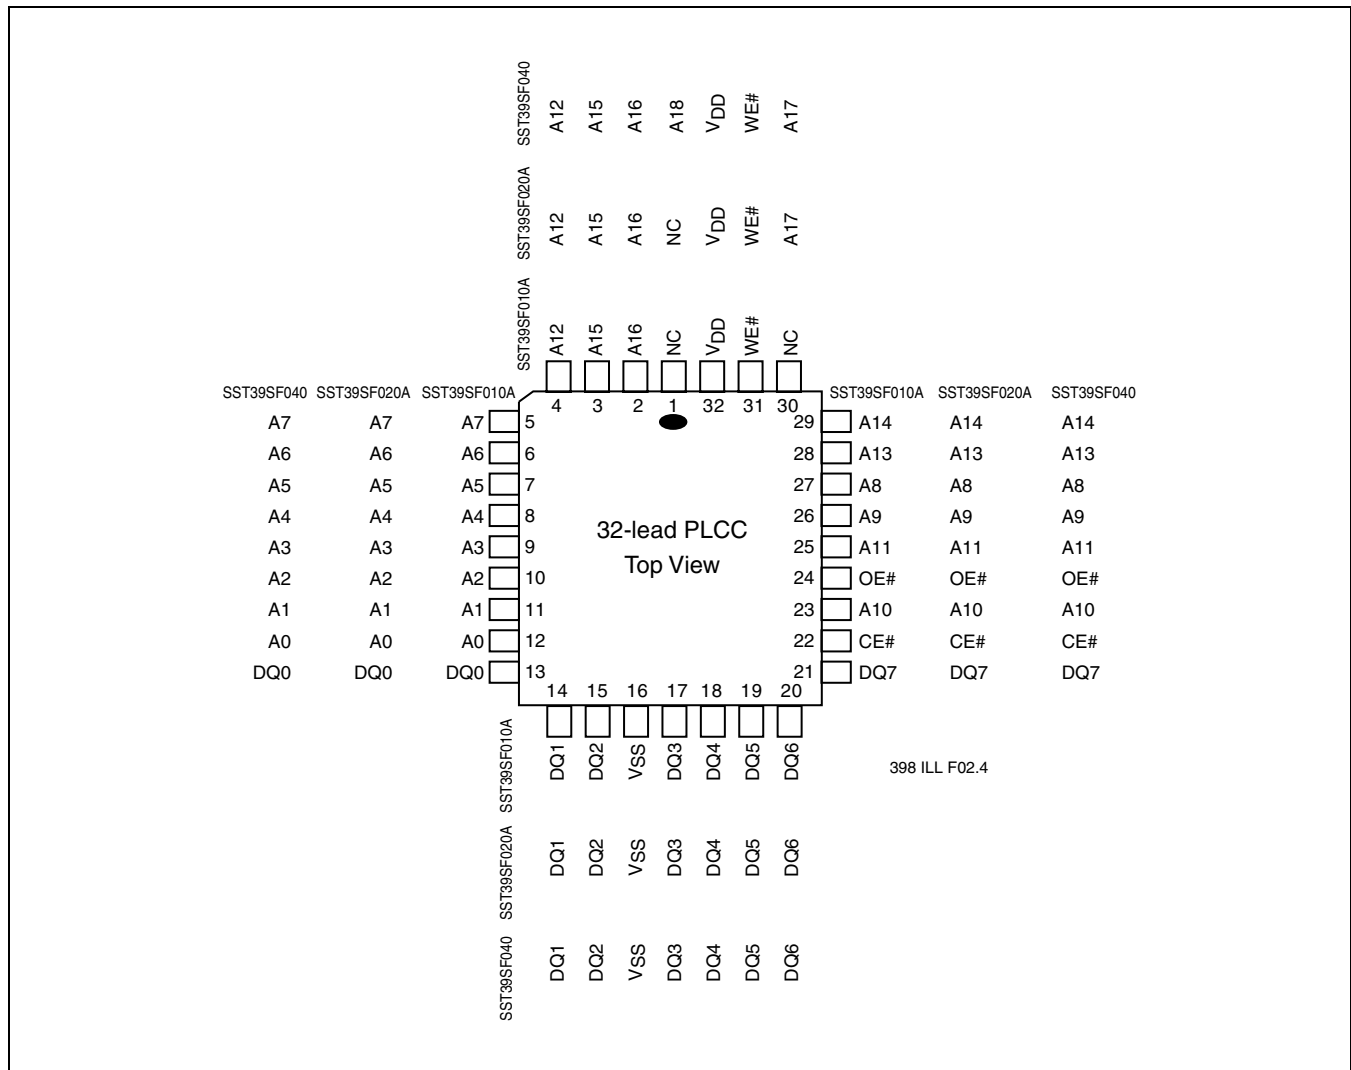 SST39SF040 A12 A15 A16 A18 VDD WE# A17
SST39SF020A A12 A15 A16 NC VDD WE# A17
SST39SF010A A12 A15 A16 NC VDD WE# NC
SST39SF040 SST39SF020A SST39SF010A 4 3 2 1 32 31 30 SST39SF010A SST39SF020A SST39SF040
A7 A7 A7 5 29 A14 A14 A14
A6 A6 A6 6 28 A13 A13 A13
A5 A5 A5 7 27 A8 A8 A8
A4 A4 A4 8 26 A9 A9 A9
32-lead PLCC
A3 A3 A3 9 25 A11 A11 A11
Top View
A2 A2 A2 10 24 OE# OE# OE#
A1 A1 A1 11 23 A10 A10 A10
A0 A0 A0 12 22 CE# CE# CE#
DQ0 DQ0 DQ0 13 21 DQ7 DQ7 DQ7
14 15 16 17 18 19 20
SST39SF010A DQ1 DQ2 VSS DQ3 DQ4 DQ5 DQ6
398 ILL F02.4
SST39SF020A DQ1 DQ2 VSS DQ3 DQ4 DQ5 DQ6
SST39SF040 DQ1 DQ2 VSS DQ3 DQ4 DQ5 DQ6